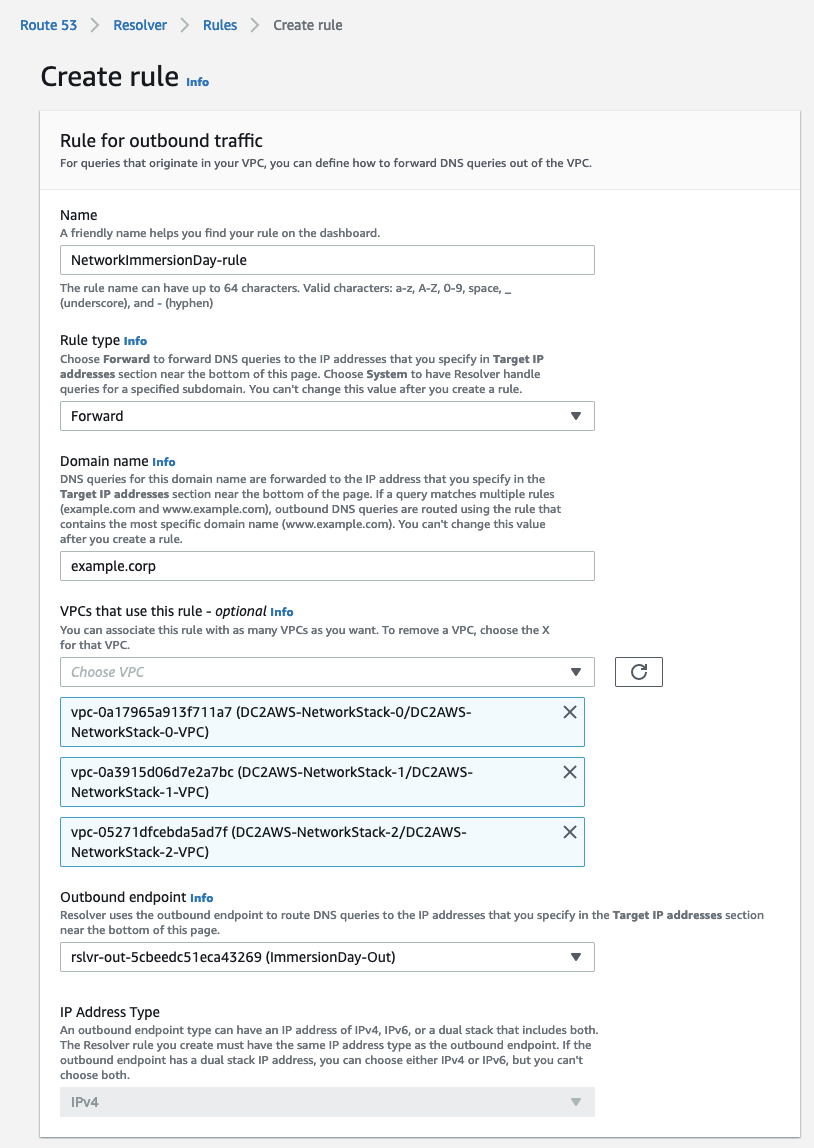 Route 53 > Resolver > Rules > Create rule
Create rule Info
Rule for outbound traffic
For queries that originate in your VPC, you can define how to forward DNS queries out of the VPC.
Name
A friendly name helps you find your rule on the dashboard.
NetworkImmersionDay-rule
The rule name can have up to 64 characters. Valid characters: a-z, A-Z, 0-9, space, _
(underscore), and - (hyphen)
Rule type Info
Choose Forward to forward DNS queries to the IP addresses that you specify in Target IP
addresses section near the bottom of this page. Choose System to have Resolver handle
queries for a specified subdomain. You can't change this value after you create a rule.
Forward
Domain name Info
DNS queries for this domain name are forwarded to the IP address that you specify in the
Target IP addresses section near the bottom of the page. If a query matches multiple rules
(example.com and www.example.com), outbound DNS queries are routed using the rule that
contains the most specific domain name (www.example.com). You can't change this value
after you create a rule.
example.corp
VPCs that use this rule - optional Info
You can associate this rule with as many VPCs as you want. To remove a VPC, choose the X
for that VPC.
Choose VPC
vpc-0a17965a913f711a7 (DC2AWS-NetworkStack-0/DC2AWS-
NetworkStack-0-VPC)
vpc-0a3915d06d7e2a7bc (DC2AWS-NetworkStack-1/DC2AWS-
NetworkStack-1-VPC)
vpc-05271dfcebda5ad7f (DC2AWS-NetworkStack-2/DC2AWS-
NetworkStack-2-VPC)
Outbound endpoint Info
Resolver uses the outbound endpoint to route DNS queries to the IP addresses that you specify in the Target IP addresses section
near the bottom of this page.
rslvr-out-5cbeedc51eca43269 (ImmersionDay-Out)
IP Address Type
An outbound endpoint type can have an IP address of IPv4, IPv6, or a dual stack that includes both.
The Resolver rule you create must have the same IP address type as the outbound endpoint. If the
outbound endpoint has a dual stack IP address, you can choose either IPv4 or IPv6, but you can't
choose both.
IPv4